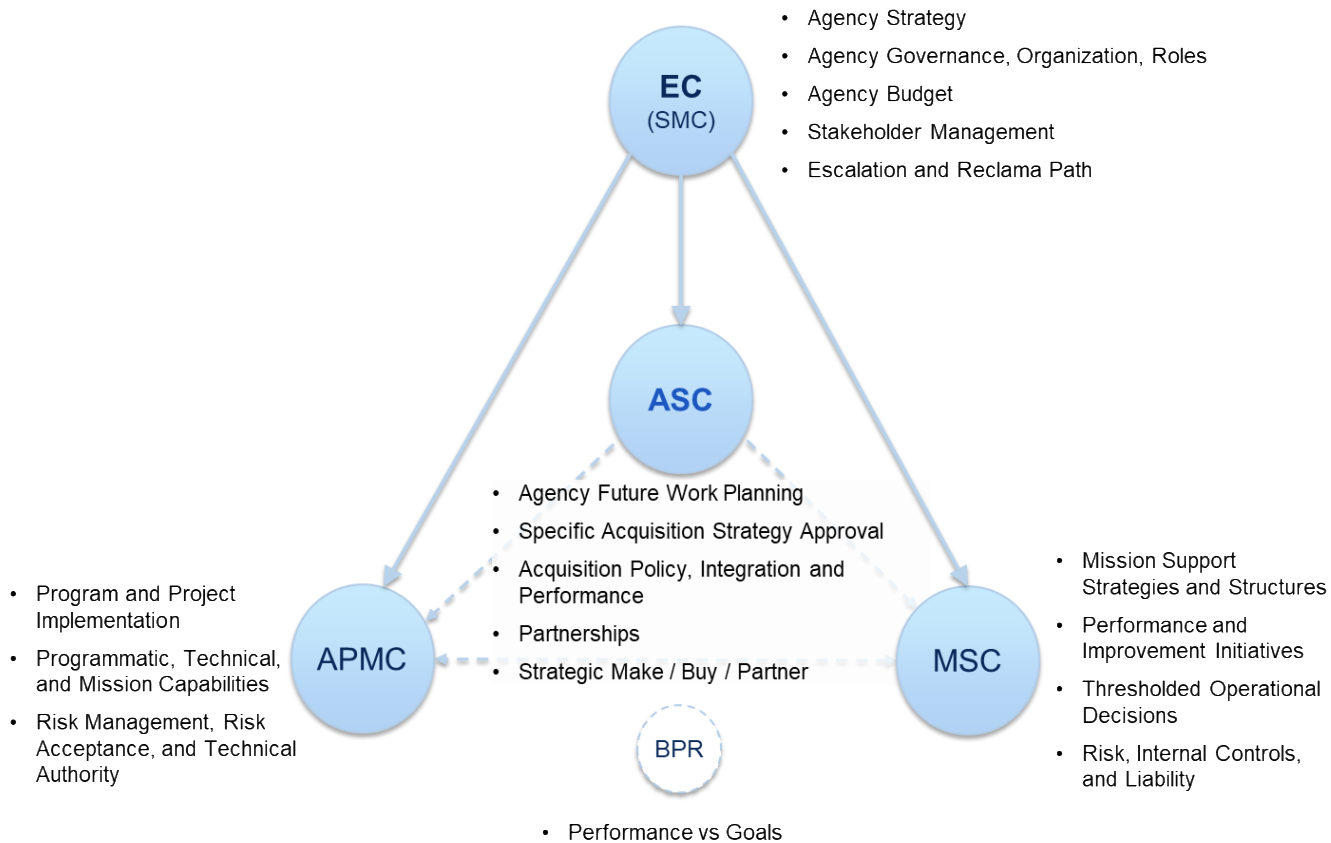 EC
(SMC)
• Agency Strategy
• Agency Governance, Organization, Roles
• Agency Budget
• Stakeholder Management
• Escalation and Reclama Path
ASC
• Agency Future Work Planning
• Specific Acquisition Strategy Approval
• Acquisition Policy, Integration and
Performance
• Partnerships
• Strategic Make / Buy / Partner
APMC
• Program and Project
Implementation
• Programmatic, Technical,
and Mission Capabilities
• Risk Management, Risk
Acceptance, and Technical
Authority
MSC
• Mission Support
Strategies and Structures
• Performance and
Improvement Initiatives
• Thresholded Operational
Decisions
• Risk, Internal Controls,
and Liability
BPR
• Performance vs Goals